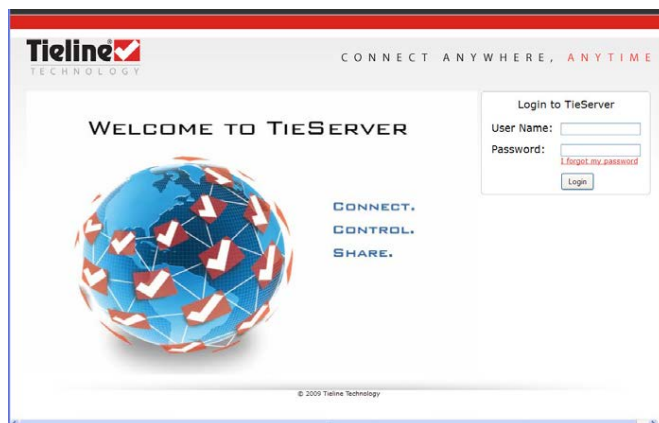 Tieline
TECHNOLOGY
CONNECT ANYWHERE, ANYTIME
WELCOME TO TIESERVER
CONNECT.
CONTROL.
SHARE.
Login to TieServer
User Name:
Password:
I forgot my password
Login
© 2009 Tieline Technology